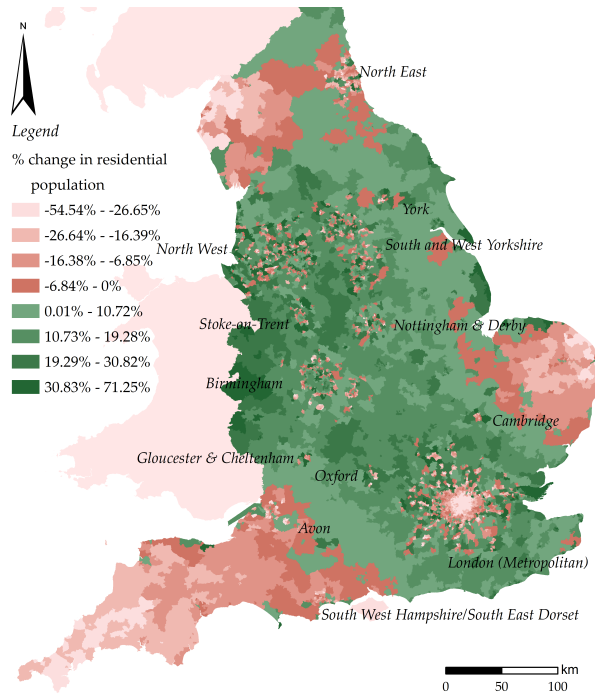 N
North East
Legend
% change in residential
population
-54.54% - -26.65%
-26.64% - -16.39%
-16.38% - -6.85%
-6.84% - 0%
0.01% - 10.72%
10.73% - 19.28%
19.29% - 30.82%
30.83% - 71.25%
York
South and West Yorkshire
North West
Stoke-on-Trent
Nottingham & Derby
Birmingham
Cambridge
Gloucester & Cheltenham
Oxford
Avon
London (Metropolitan)
South West Hampshire/South East Dorset
km
0 50 100